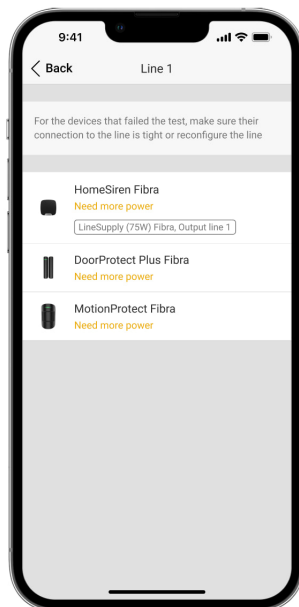 9:41
Back
Line 1
For the devices that failed the test, make sure their
connection to the line is tight or reconfigure the line
HomeSiren Fibra
Need more power
LineSupply (75W) Fibra, Output line 1
DoorProtect Plus Fibra
Need more power
MotionProtect Fibra
Need more power